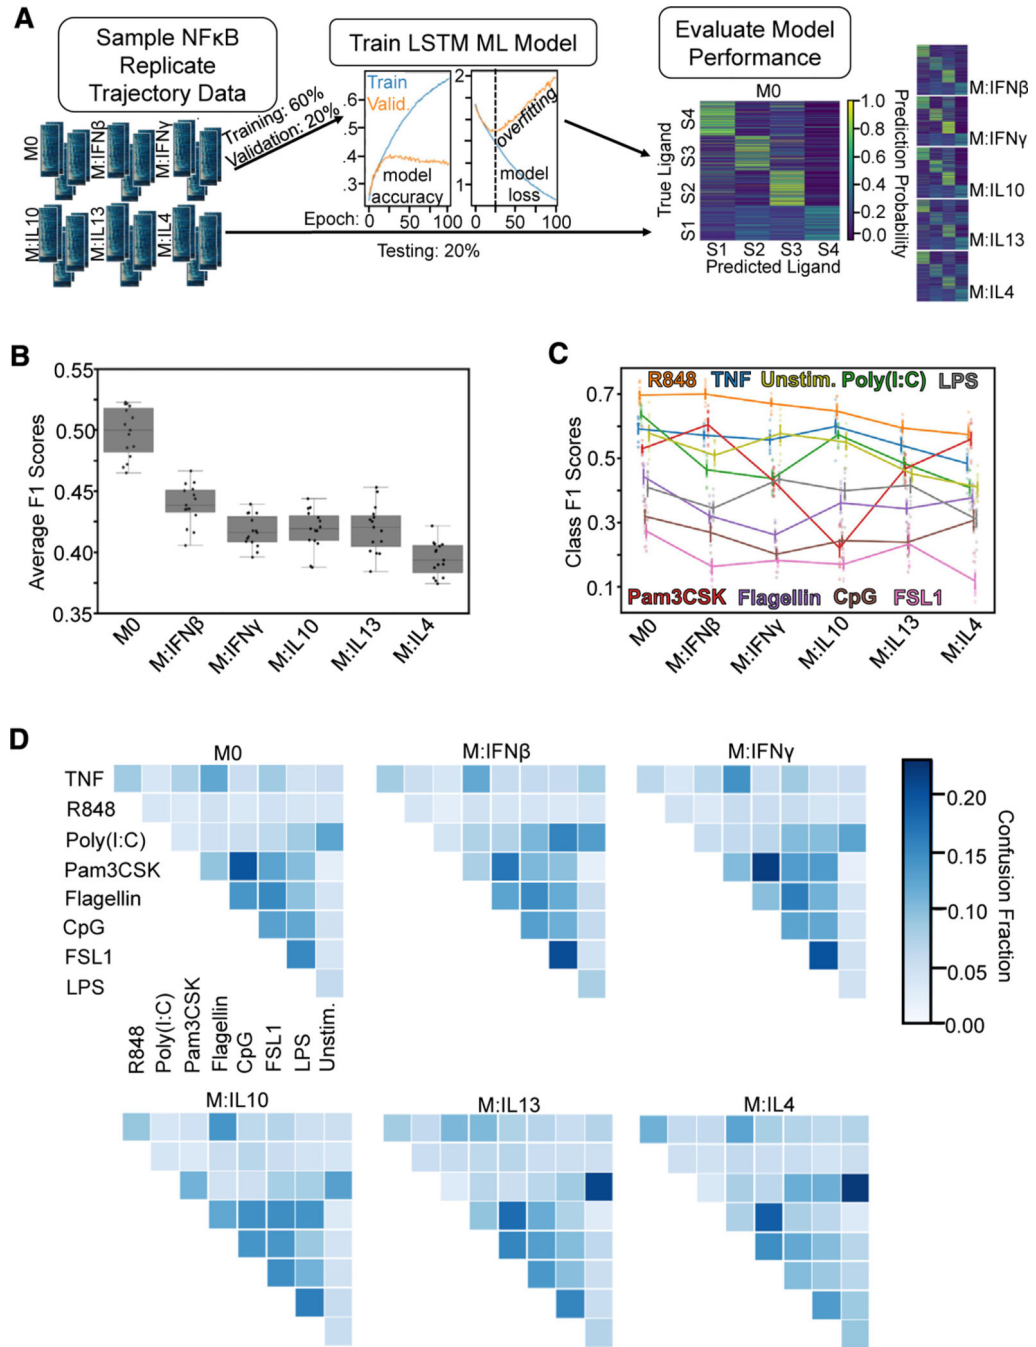 A
Sample NFκB
Replicate
Trajectory Data
Train LSTM ML Model
Evaluate Model
Performance
M0
M:IFNβ
M:IFNγ
M:IL10
M:IL13
M:IL4
Training: 60%
Validation: 20%
Train
Valid.
.6
.5
.4
.3
model
accuracy
2
1
overfitting
model
loss
Epoch: 0 100 0 100
Testing: 20%
M0
True Ligand
S4
S3
S2
S1
S1 S2 S3 S4
Predicted Ligand
1.0
0.8
0.6
0.4
0.2
0.0
Prediction Probability
M:IFNβ
M:IFNγ
M:IL10
M:IL13
M:IL4
B
Average F1 Scores
0.55
0.50
0.45
0.40
0.35
M0 M:IFNβ M:IFNγ M:IL10 M:IL13 M:IL4
C
Class F1 Scores
0.7
0.5
0.3
0.1
R848 TNF Unstim. Poly(I:C) LPS
Pam3CSK Flagellin CpG FSL1
M0 M:IFNβ M:IFNγ M:IL10 M:IL13 M:IL4
D
M0
M:IFNβ
M:IFNγ
TNF
R848
Poly(I:C)
Pam3CSK
Flagellin
CpG
FSL1
LPS
R848 Poly(I:C) Pam3CSK Flagellin CpG FSL1 LPS Unstim.
0.20
0.15
0.10
0.05
0.00
Confusion Fraction
M:IL10
M:IL13
M:IL4